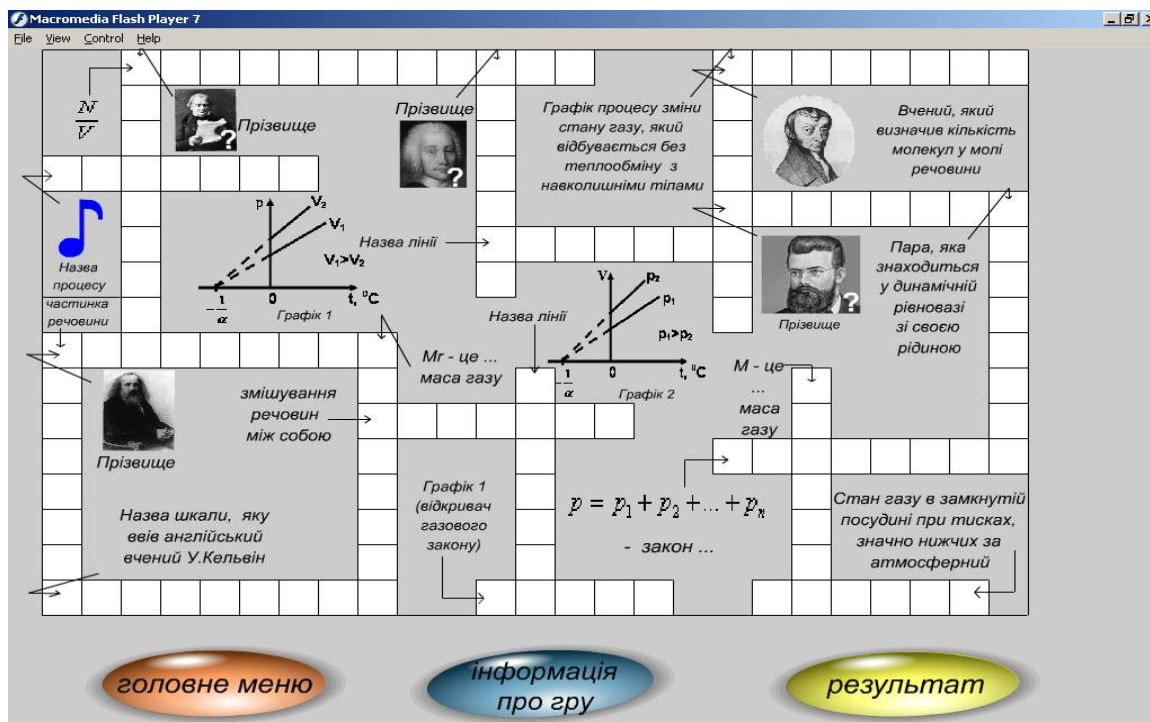 Macromedia Flash Player 7
File View Control Help
N
V
Прізвище
Прізвище
Графік процесу зміни
стану газу, який
відбувається без
теплообміну з
навколишніми тілами
Вчений, який
визначив кількість
молекул у молі
речовини
Назва
процесу
частинка
речовини
p
V₂
V₁
V₁>V₂
-1/α
0
t, ⁰C
Графік 1
Назва лінії
Назва лінії
V
p₂
p₁
p₁>p₂
-1/α
0
t, ⁰C
Графік 2
Прізвище
Пара, яка
знаходиться
у динамічній
рівновазі
зі своєю
рідиною
Mr - це ...
маса газу
М - це
...
маса
газу
Прізвище
змішування
речовин
між собою
Назва шкали, яку
ввів англійський
вчений У.Кельвін
Графік 1
(відкривач
газового
закону)
p = p₁ + p₂ + ... + pₙ
- закон ...
Стан газу в замкнутій
посудині при тисках,
значно нижчих за
атмосферний
головне меню
інформація
про гру
результат